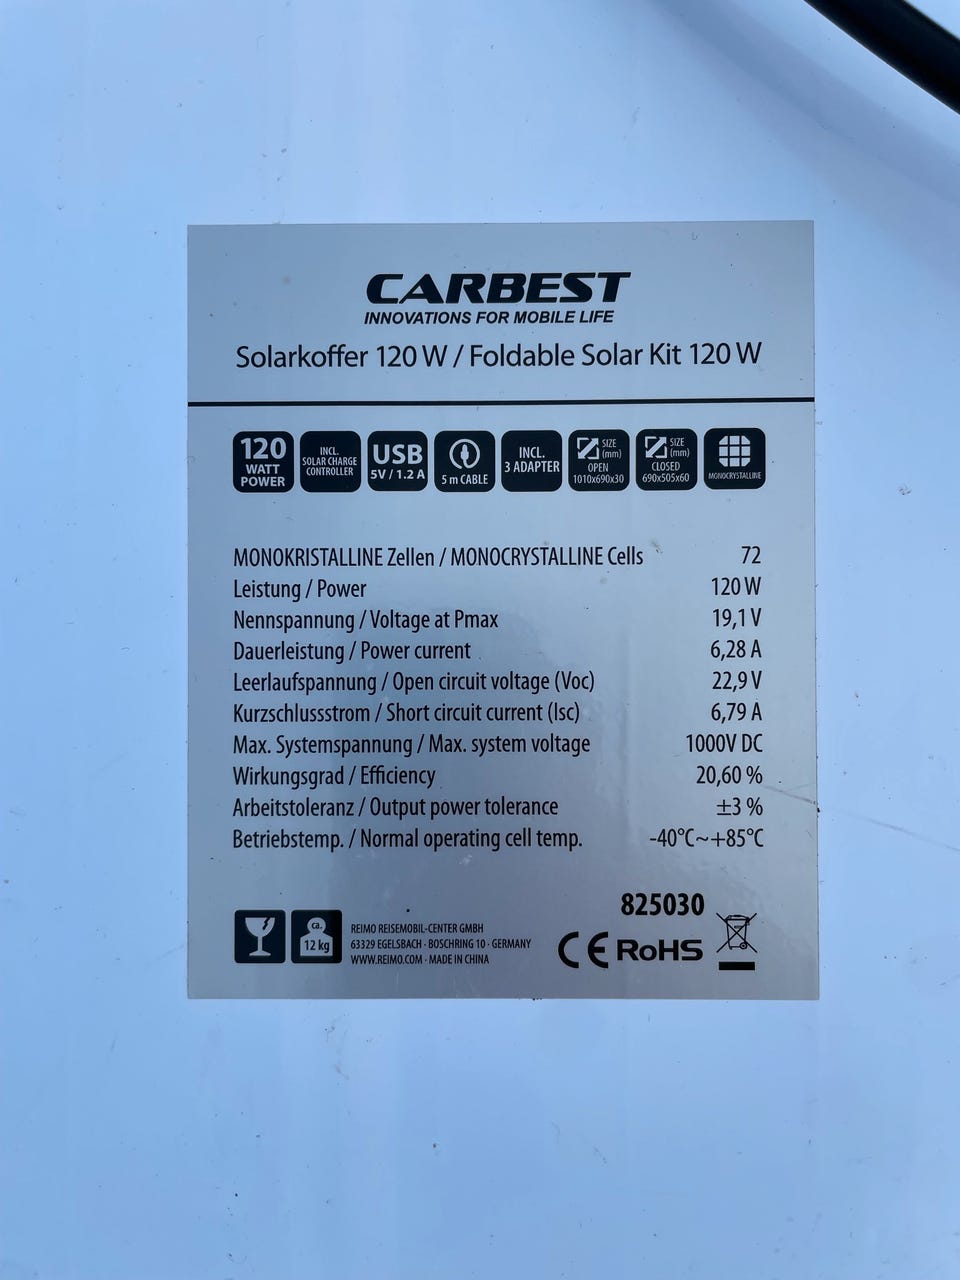 CARBEST
INNOVATIONS FOR MOBILE LIFE
Solarkoffer 120 W / Foldable Solar Kit 120 W
120
WATT
POWER
INCL.
SOLAR CHARGE
CONTROLLER
USB
5V / 1.2 A
5 m CABLE
INCL.
3 ADAPTER
SIZE
(mm)
OPEN
1010x690x30
SIZE
(mm)
CLOSED
690x505x60
MONOCRYSTALLINE
MONOKRISTALLINE Zellen / MONOCRYSTALLINE Cells 72
Leistung / Power 120 W
Nennspannung / Voltage at Pmax 19,1 V
Dauerleistung / Power current 6,28 A
Leerlaufspannung / Open circuit voltage (Voc) 22,9 V
Kurzschlussstrom / Short circuit current (Isc) 6,79 A
Max. Systemspannung / Max. system voltage 1000V DC
Wirkungsgrad / Efficiency 20,60 %
Arbeitstoleranz / Output power tolerance ±3 %
Betriebstemp. / Normal operating cell temp. -40°C~+85°C
ca.
12 kg
REIMO REISEMOBIL-CENTER GMBH
63329 EGELSBACH · BOSCHRING 10 · GERMANY
WWW.REIMO.COM · MADE IN CHINA
825030
CE RoHS